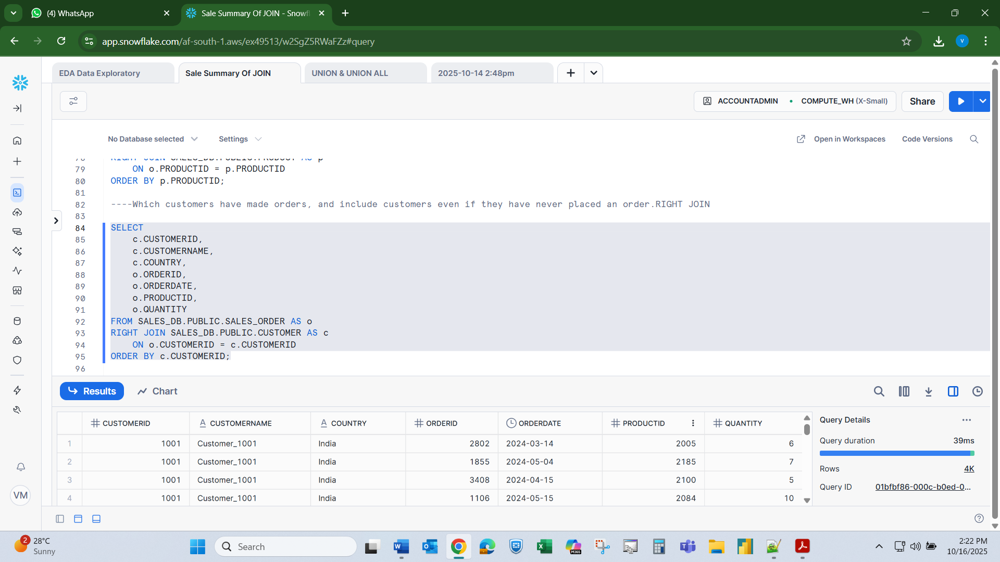 (4) WhatsApp
Sale Summary Of JOIN - Snowfl
app.snowflake.com/af-south-1.aws/ex49513/w2SgZ5RWaFZz#query
V
EDA Data Exploratory
Sale Summary Of JOIN
UNION & UNION ALL
2025-10-14 2:48pm
ACCOUNTADMIN • COMPUTE_WH (X-Small)
Share
No Database selected
Settings
Open in Workspaces
Code Versions
78 RIGHT JOIN SALES_DB.PUBLIC.PRODUCT AS p
79 ON o.PRODUCTID = p.PRODUCTID
80 ORDER BY p.PRODUCTID;
81
82 ----Which customers have made orders, and include customers even if they have never placed an order.RIGHT JOIN
83
84 SELECT
85 c.CUSTOMERID,
86 c.CUSTOMERNAME,
87 c.COUNTRY,
88 o.ORDERID,
89 o.ORDERDATE,
90 o.PRODUCTID,
91 o.QUANTITY
92 FROM SALES_DB.PUBLIC.SALES_ORDER AS o
93 RIGHT JOIN SALES_DB.PUBLIC.CUSTOMER AS c
94 ON o.CUSTOMERID = c.CUSTOMERID
95 ORDER BY c.CUSTOMERID;
96
Results
Chart
CUSTOMERID CUSTOMERNAME COUNTRY ORDERID ORDERDATE PRODUCTID QUANTITY
1 1001 Customer_1001 India 2802 2024-03-14 2005 6
2 1001 Customer_1001 India 1855 2024-05-04 2185 7
3 1001 Customer_1001 India 3408 2024-04-15 2100 5
4 1001 Customer_1001 India 1106 2024-05-15 2084 10
Query Details
Query duration 39ms
Rows 4K
Query ID 01bfbf86-000c-b0ed-0...
VM
2
28°C
Sunny
Search
M365
2:22 PM
10/16/2025